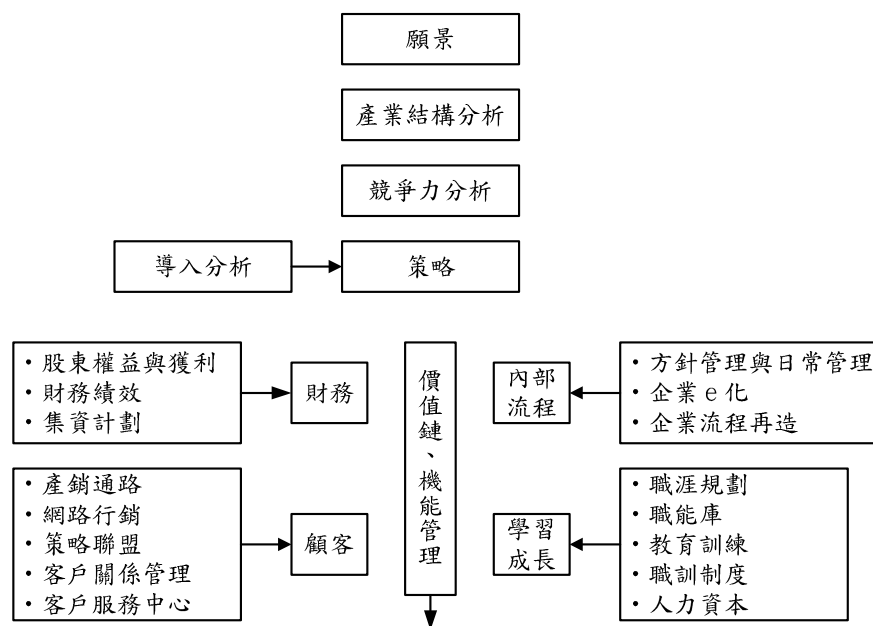 願景
產業結構分析
競爭力分析
導入分析
策略
・股東權益與獲利
・財務績效
・集資計劃
財務
價值鏈、機能管理
內部
流程
・方針管理與日常管理
・企業e化
・企業流程再造
・產銷通路
・網路行銷
・策略聯盟
・客戶關係管理
・客戶服務中心
顧客
學習
成長
・職涯規劃
・職能庫
・教育訓練
・職訓制度
・人力資本